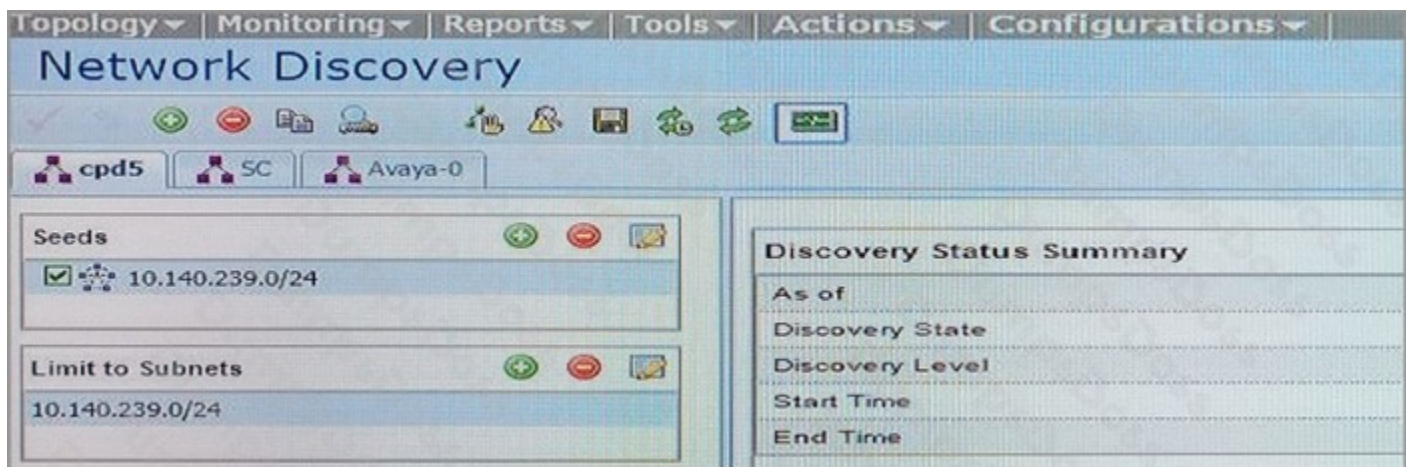 Topology Monitoring Reports Tools Actions Configurations
Network Discovery
cpd5 SC Avaya-0
Seeds
10.140.239.0/24
Limit to Subnets
10.140.239.0/24
Discovery Status Summary
As of
Discovery State
Discovery Level
Start Time
End Time